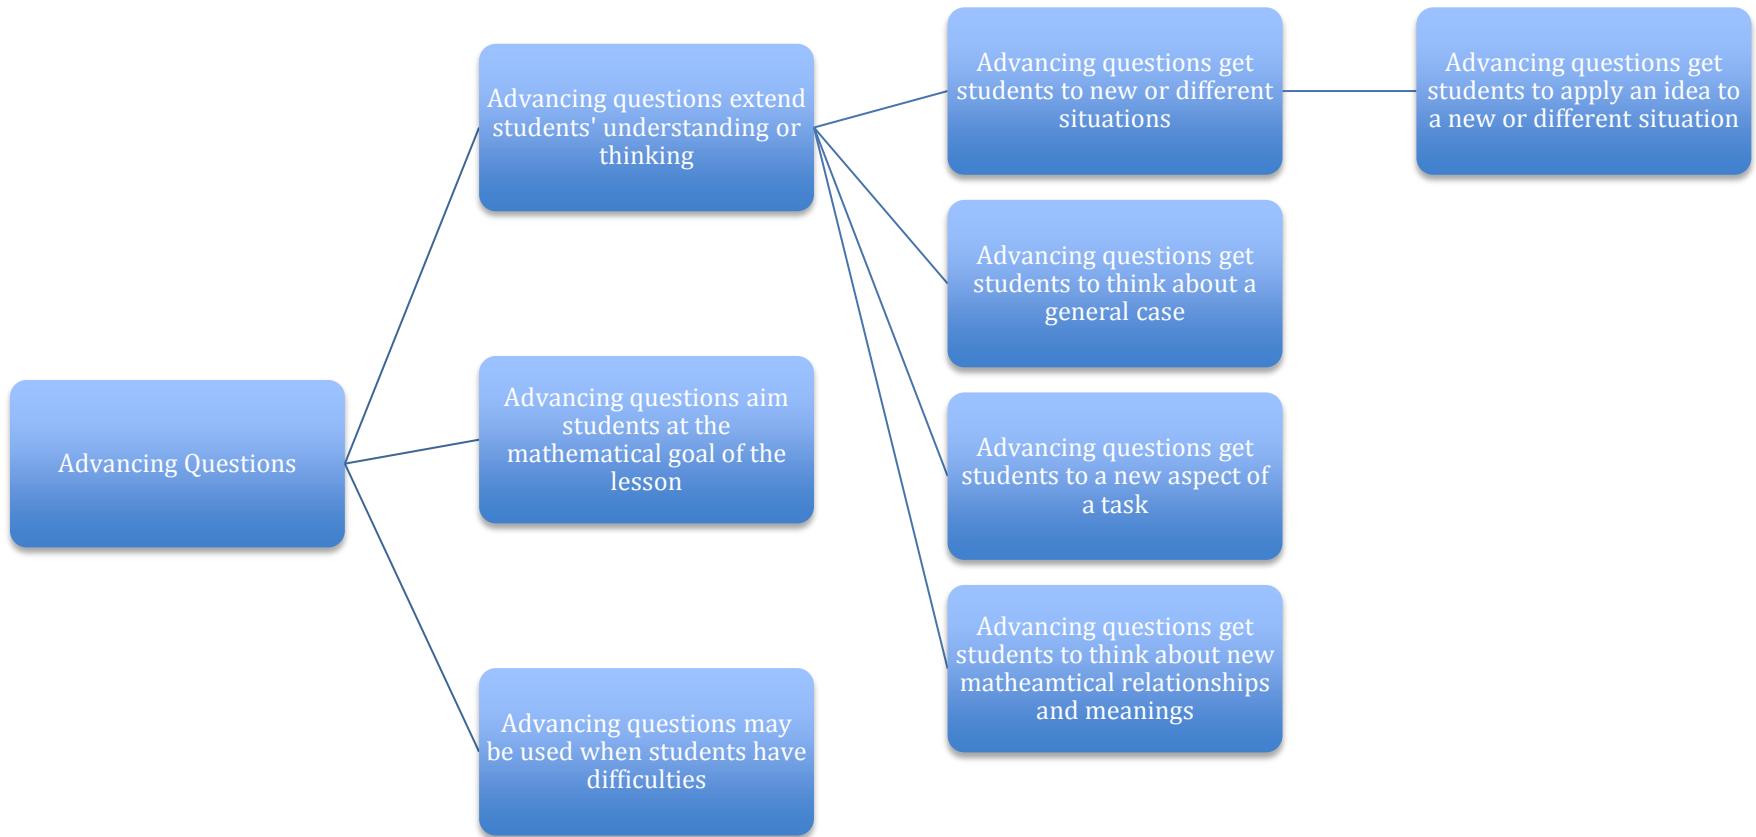 Advancing Questions
Advancing questions extend
students' understanding or
thinking
Advancing questions aim
students at the
mathematical goal of the
lesson
Advancing questions may
be used when students have
difficulties
Advancing questions get
students to new or different
situations
Advancing questions get
students to think about a
general case
Advancing questions get
students to a new aspect of
a task
Advancing questions get
students to think about new
matheamtical relationships
and meanings
Advancing questions get
students to apply an idea to
a new or different situation